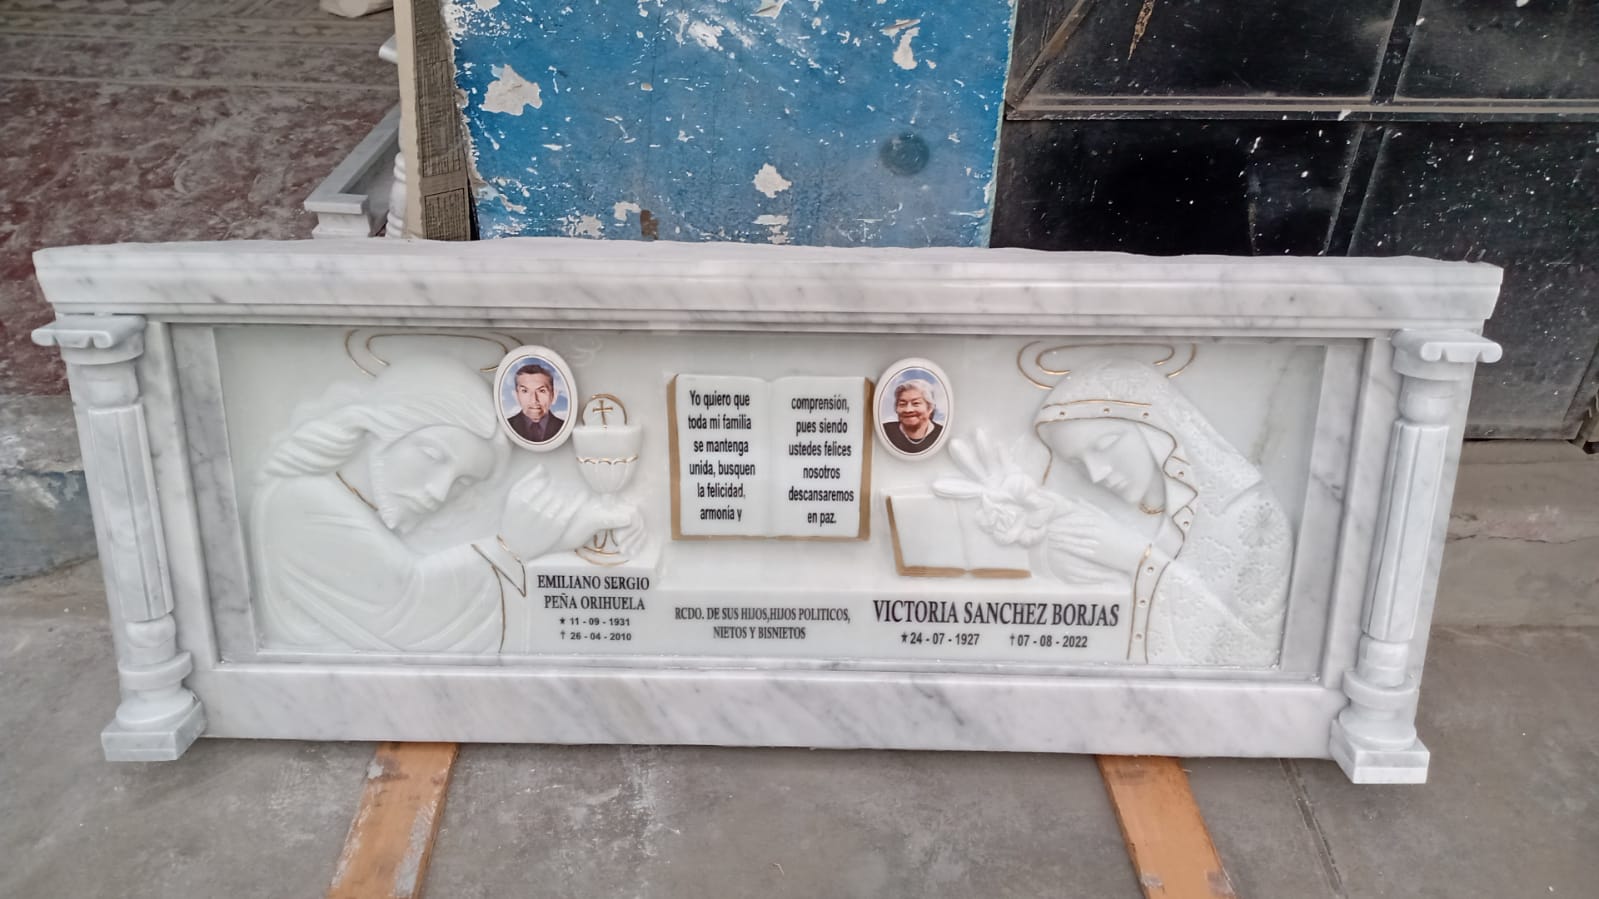 Yo quiero que
toda mi familia
se mantenga
unida, busquen
la felicidad,
armonía y
comprensión,
pues siendo
ustedes felices
nosotros
descansaremos
en paz.
EMILIANO SERGIO
PEÑA ORIHUELA
★ 11 - 09 - 1931
† 26 - 04 - 2010
RCDO. DE SUS HIJOS,HIJOS POLITICOS,
NIETOS Y BISNIETOS
VICTORIA SANCHEZ BORJAS
★24 - 07 - 1927 †07 - 08 - 2022